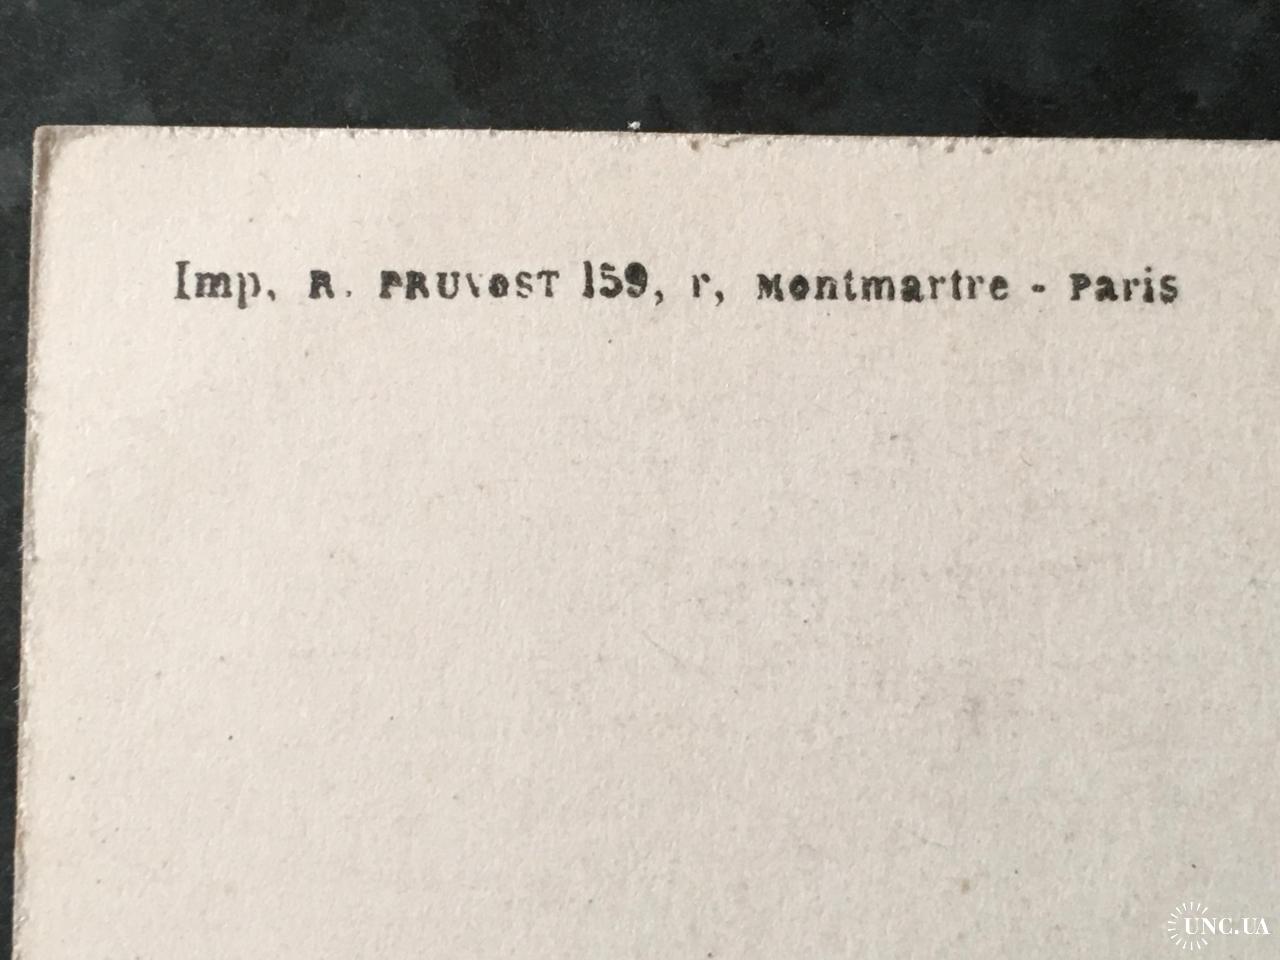 Imp, R. PRUVOST 159, r, Montmartre - Paris
UNC.UA